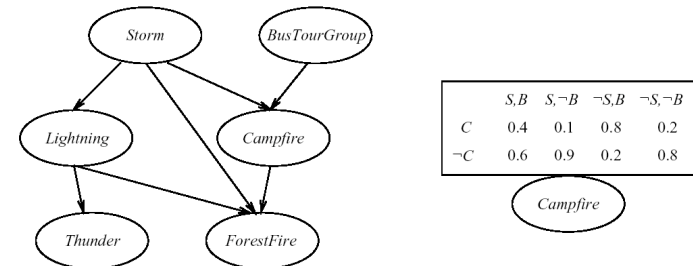 Storm
BusTourGroup
Lightning
Campfire
Thunder
ForestFire
S,B S,¬B ¬S,B ¬S,¬B
C 0.4 0.1 0.8 0.2
¬C 0.6 0.9 0.2 0.8
Campfire